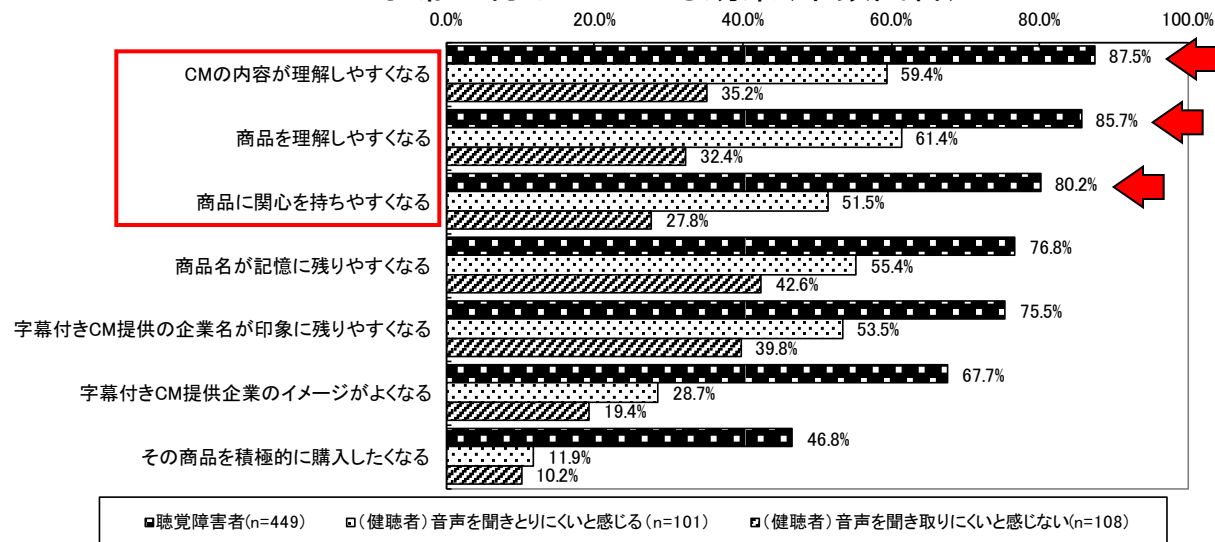 0.0% 20.0% 40.0% 60.0% 80.0% 100.0%
CMの内容が理解しやすくなる
87.5%
59.4%
35.2%
商品を理解しやすくなる
85.7%
61.4%
32.4%
商品に関心を持ちやすくなる
80.2%
51.5%
27.8%
商品名が記憶に残りやすくなる
76.8%
55.4%
42.6%
字幕付きCM提供の企業名が印象に残りやすくなる
75.5%
53.5%
39.8%
字幕付きCM提供企業のイメージがよくなる
67.7%
28.7%
19.4%
その商品を積極的に購入したくなる
46.8%
11.9%
10.2%
聴覚障害者(n=449) (健聴者)音声を聞きとりにくいと感じる(n=101) (健聴者)音声を聞き取りにくいと感じない(n=108)